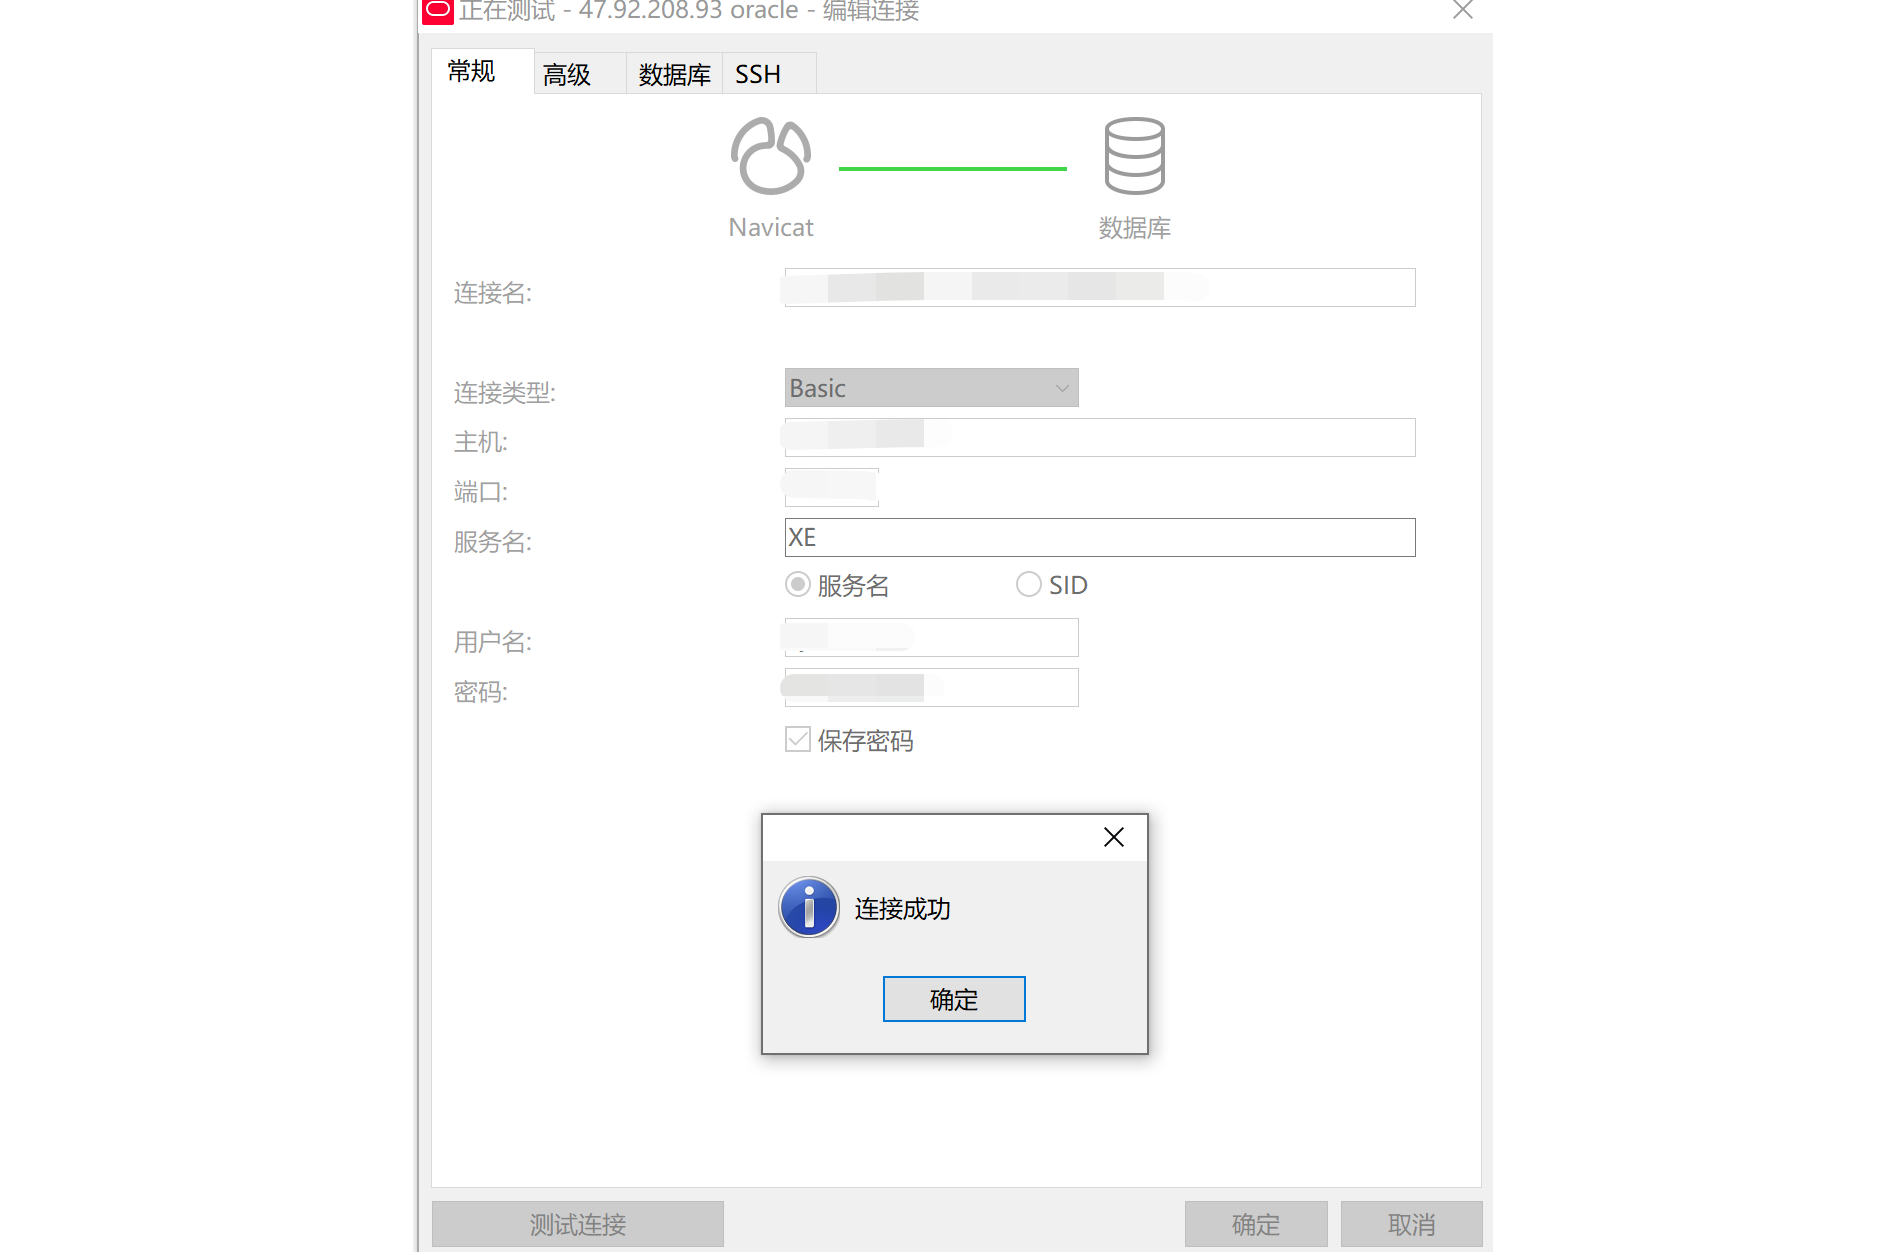 正在测试 - 47.92.208.93 oracle - 编辑连接
常规 高级 数据库 SSH
Navicat 数据库
连接名:
连接类型: Basic
主机:
端口:
服务名: XE
服务名 SID
用户名:
密码:
保存密码
连接成功
确定
测试连接 确定 取消